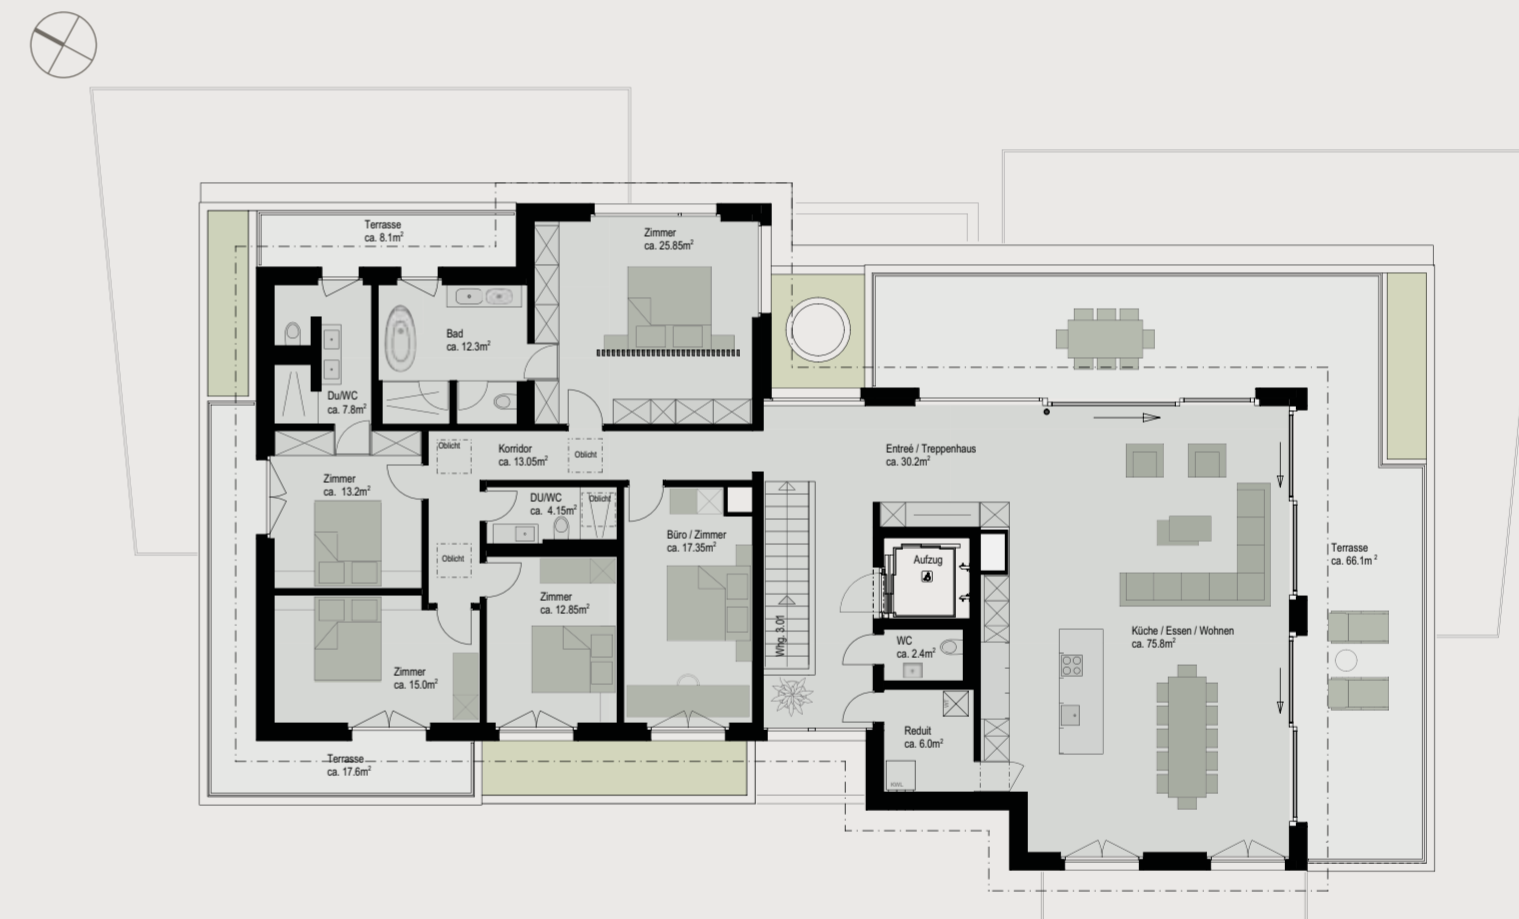 Terrasse
ca. 8.1m²
Zimmer
ca. 25.85m²
Bad
ca. 12.3m²
Du/WC
ca. 7.8m²
Oblicht
Korridor
ca. 13.05m²
Oblicht
Entreé / Treppenhaus
ca. 30.2m²
Zimmer
ca. 13.2m²
DU/WC
ca. 4.15m²
Oblicht
Büro / Zimmer
ca. 17.35m²
Oblicht
Aufzug
Terrasse
ca. 66.1m²
Zimmer
ca. 12.85m²
Whg. 3.01
WC
ca. 2.4m²
Küche / Essen / Wohnen
ca. 75.8m²
Zimmer
ca. 15.0m²
Reduit
ca. 6.0m²
Terrasse
ca. 17.6m²